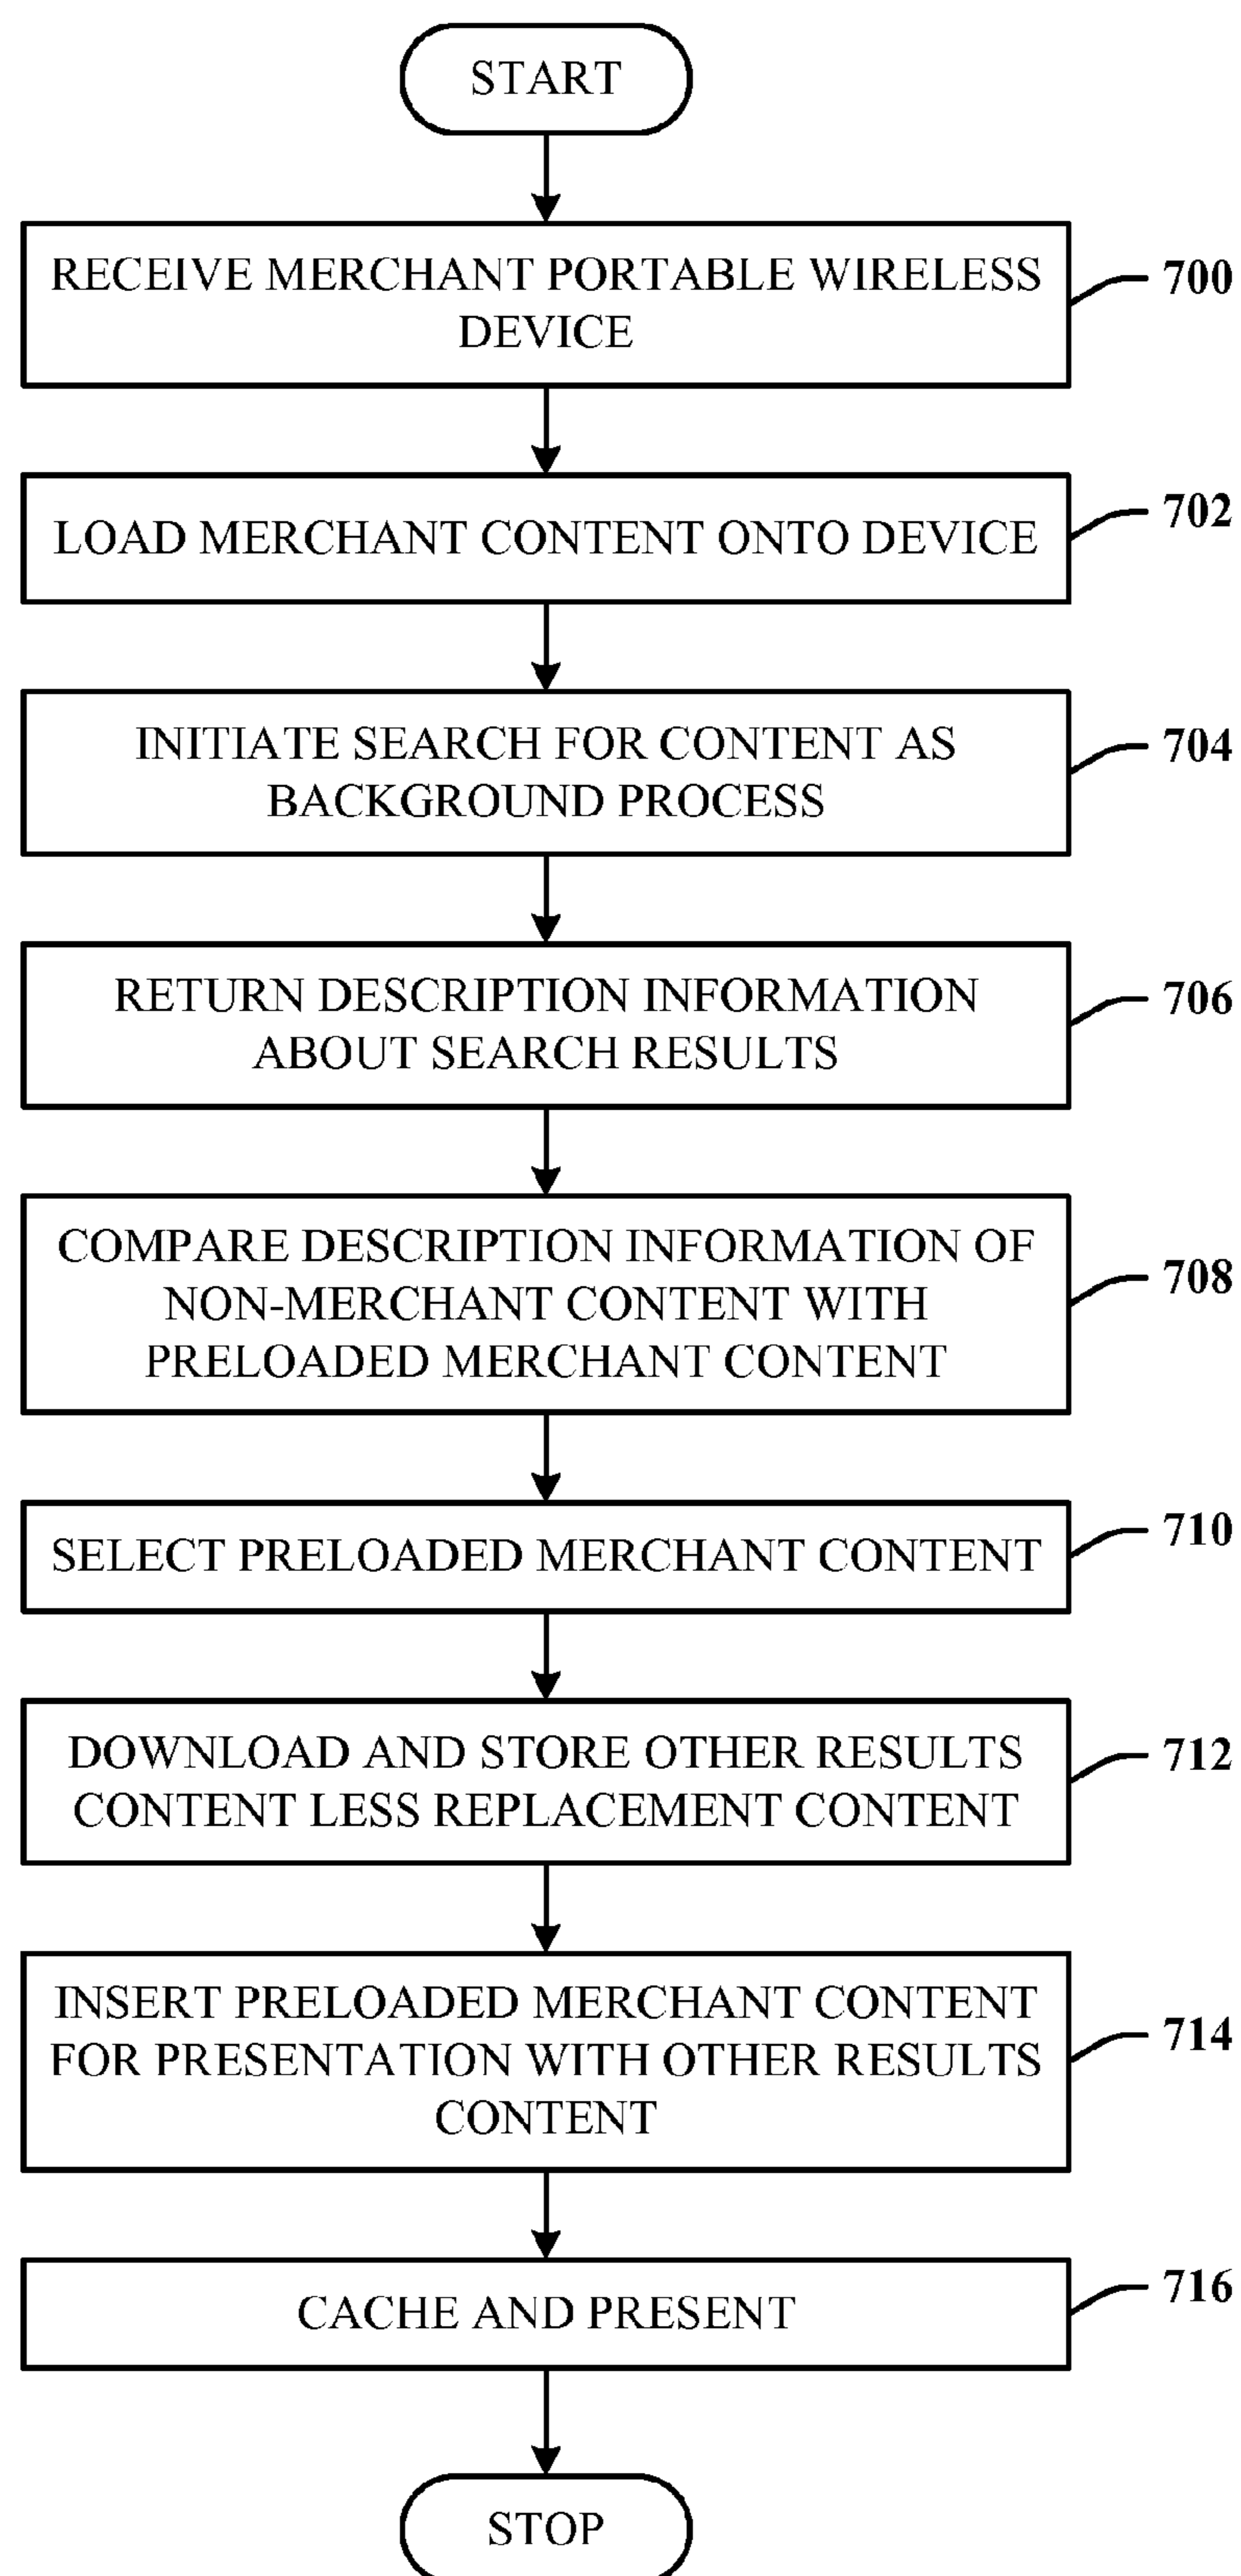 START
RECEIVE MERCHANT PORTABLE WIRELESS
DEVICE
700
LOAD MERCHANT CONTENT ONTO DEVICE
702
INITIATE SEARCH FOR CONTENT AS
BACKGROUND PROCESS
704
RETURN DESCRIPTION INFORMATION
ABOUT SEARCH RESULTS
706
COMPARE DESCRIPTION INFORMATION OF
NON-MERCHANT CONTENT WITH
PRELOADED MERCHANT CONTENT
708
SELECT PRELOADED MERCHANT CONTENT
710
DOWNLOAD AND STORE OTHER RESULTS
CONTENT LESS REPLACEMENT CONTENT
712
INSERT PRELOADED MERCHANT CONTENT
FOR PRESENTATION WITH OTHER RESULTS
CONTENT
714
CACHE AND PRESENT
716
STOP